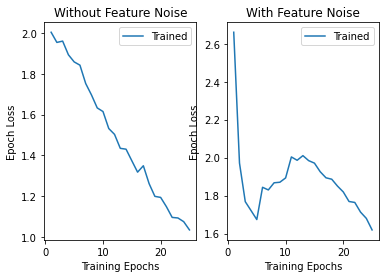 Without Feature Noise
Trained
2.0
1.8
1.6
1.4
1.2
1.0
Epoch Loss
0
10
20
Training Epochs
With Feature Noise
Trained
2.6
2.4
2.2
2.0
1.8
1.6
Epoch Loss
0
10
20
Training Epochs